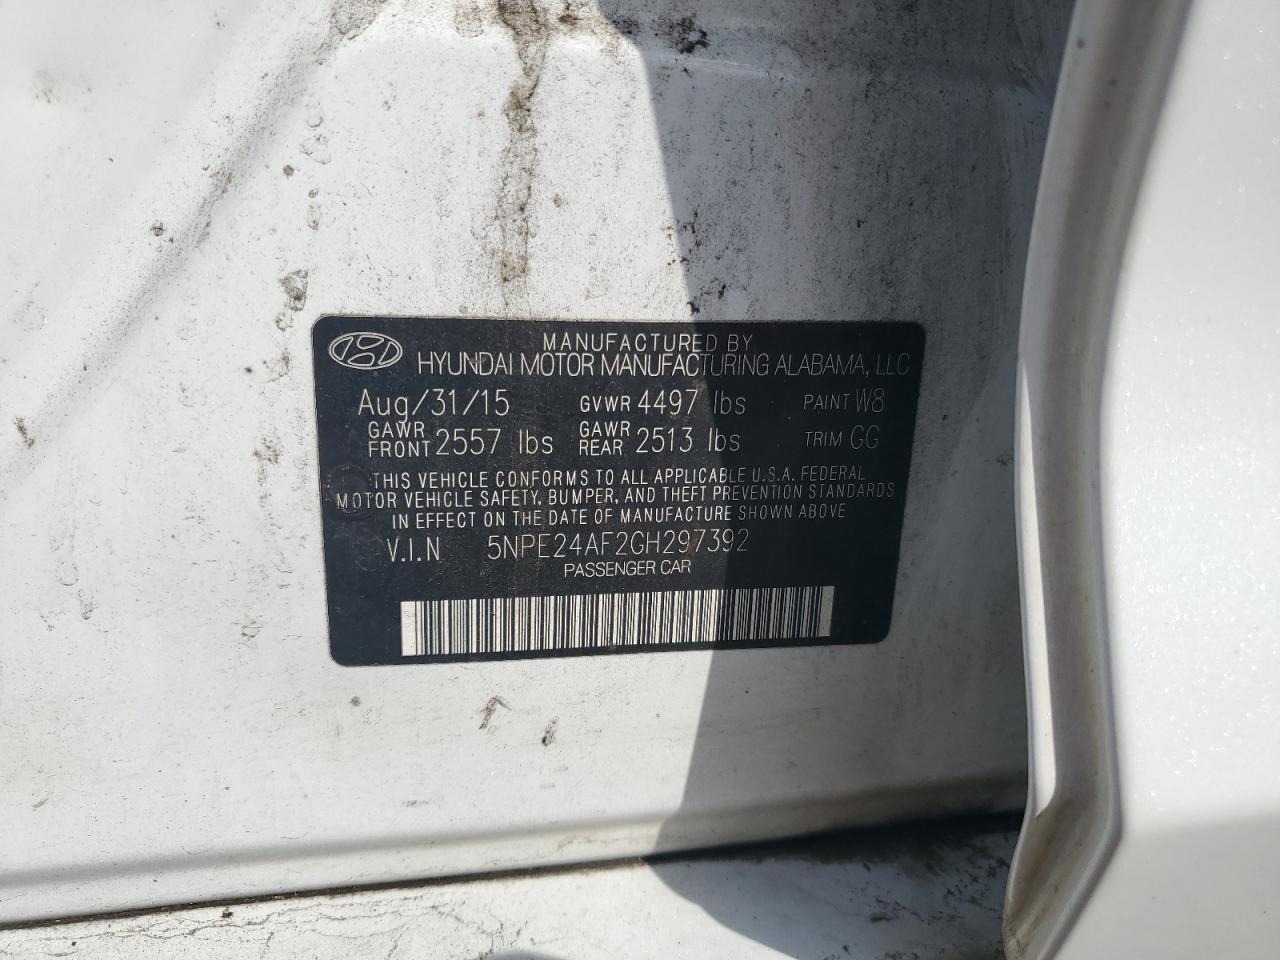 MANUFACTURED BY
HYUNDAI MOTOR MANUFACTURING ALABAMA, LLC
Aug/31/15 GVWR 4497 lbs PAINT W8
GAWR FRONT 2557 lbs GAWR REAR 2513 lbs TRIM GG
THIS VEHICLE CONFORMS TO ALL APPLICABLE U.S.A. FEDERAL
MOTOR VEHICLE SAFETY, BUMPER, AND THEFT PREVENTION STANDARDS
IN EFFECT ON THE DATE OF MANUFACTURE SHOWN ABOVE
V.I.N 5NPE24AF2GH297392
PASSENGER CAR